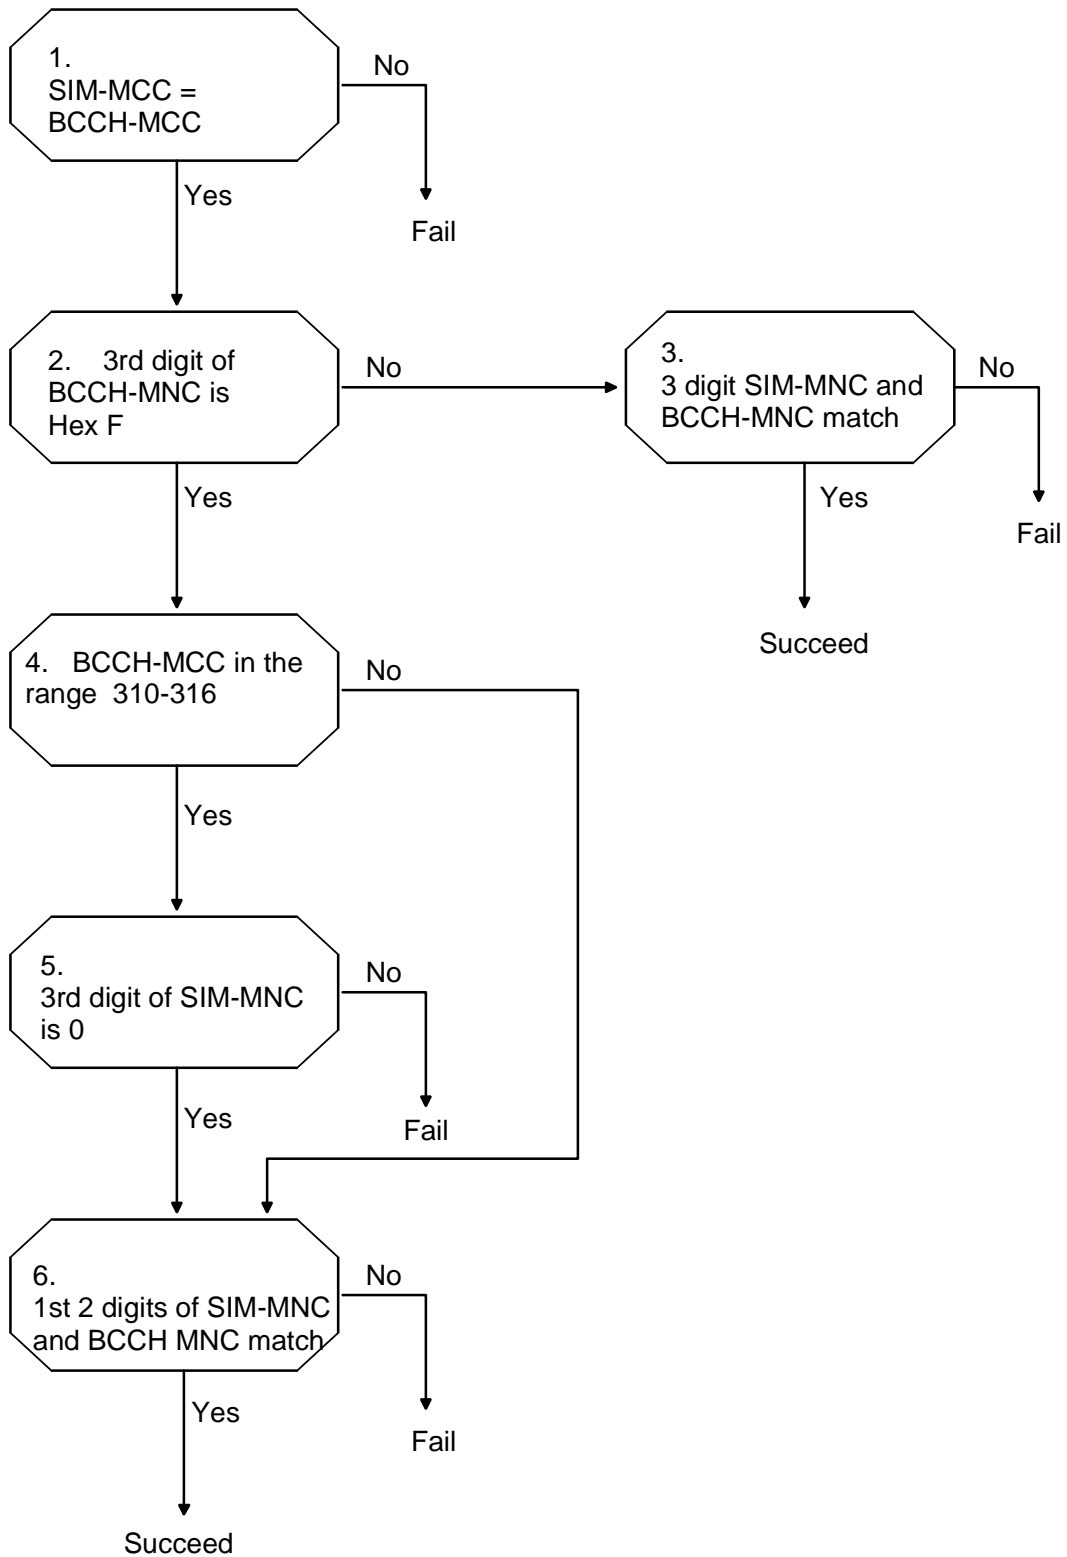 1.
SIM-MCC =
BCCH-MCC
No
Yes
Fail
2. 3rd digit of
BCCH-MNC is
Hex F
No
3.
3 digit SIM-MNC and
BCCH-MNC match
No
Yes
Yes
Fail
Succeed
4. BCCH-MCC in the
range 310-316
No
Yes
5.
3rd digit of SIM-MNC
is 0
No
Yes
Fail
6.
1st 2 digits of SIM-MNC
and BCCH MNC match
No
Yes
Fail
Succeed